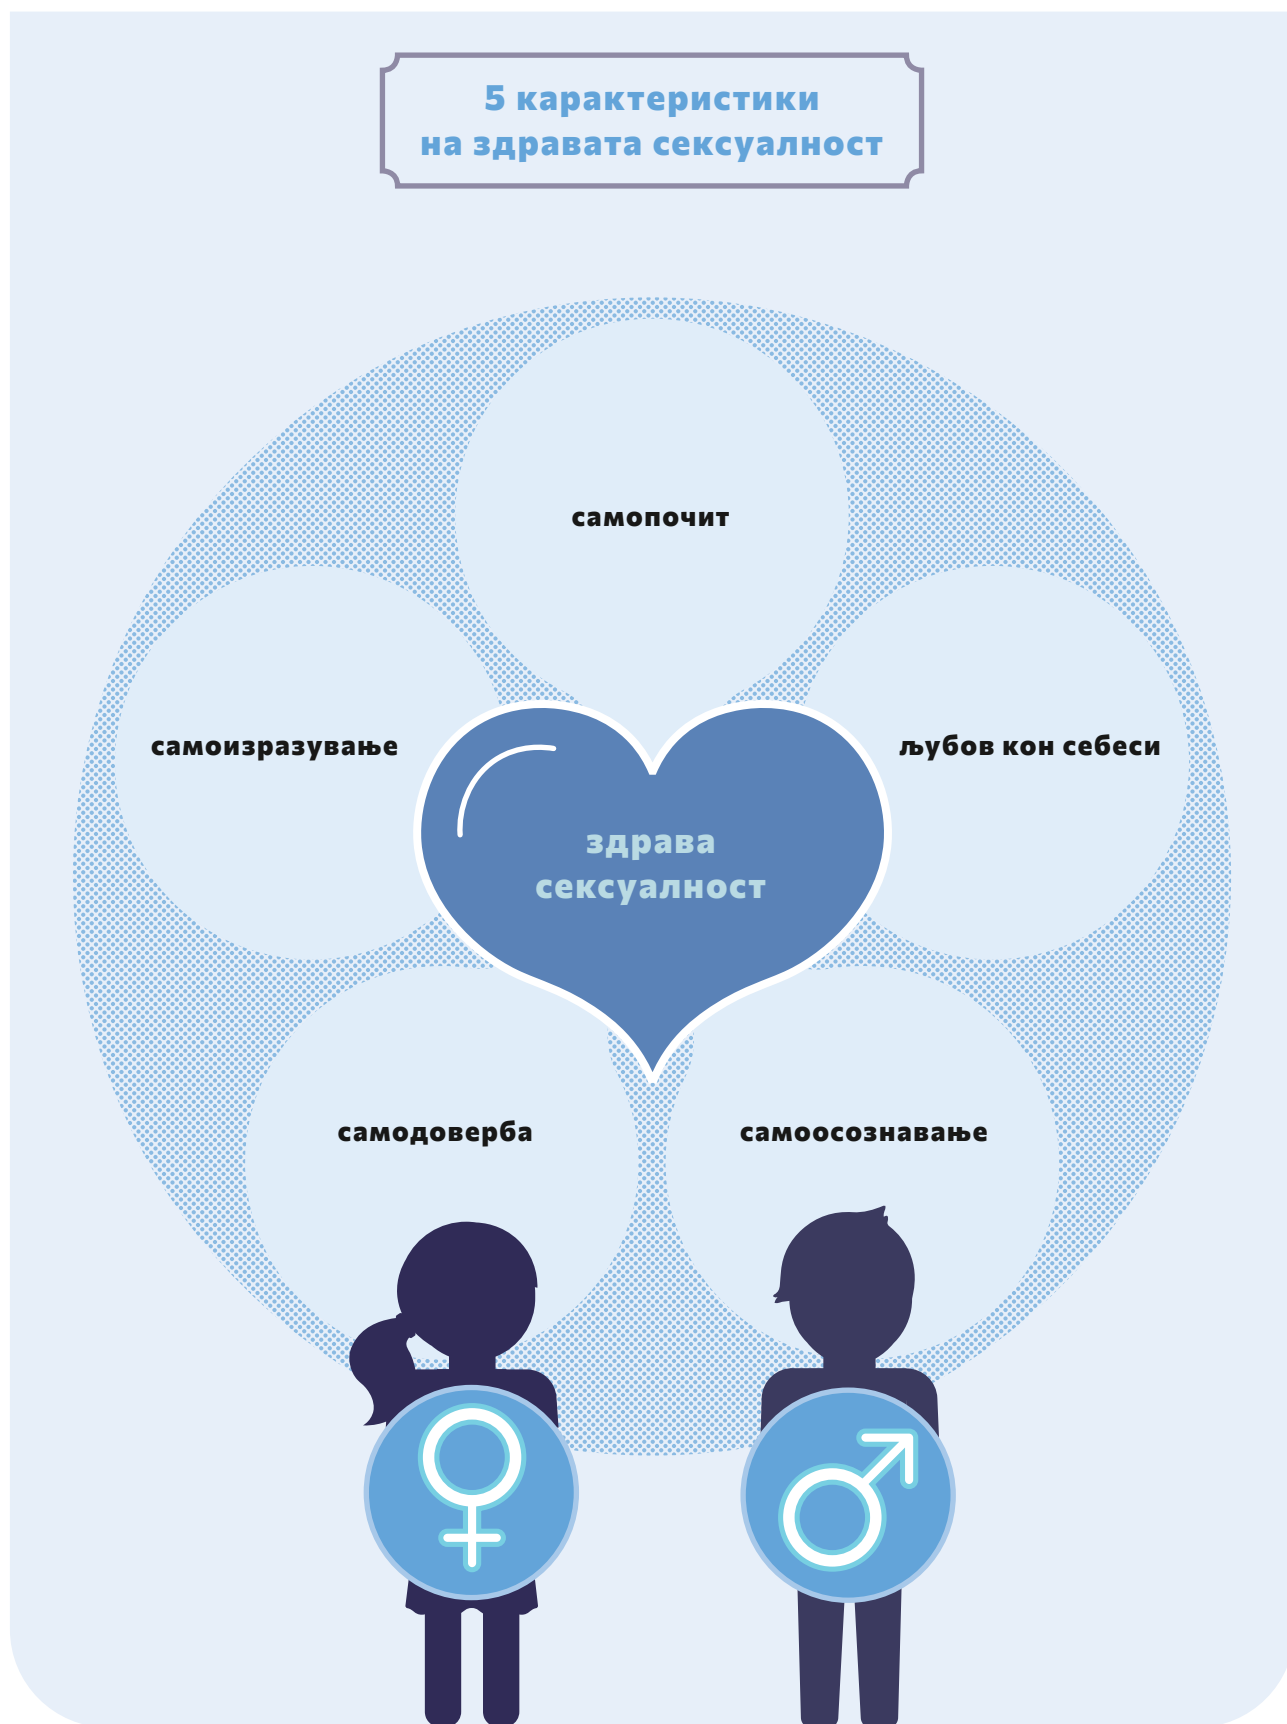 5 карактеристики
на здравата сексуалност
самопочит
самоизразување
љубов кон себеси
здрава
сексуалност
самодоверба
самоосознавање